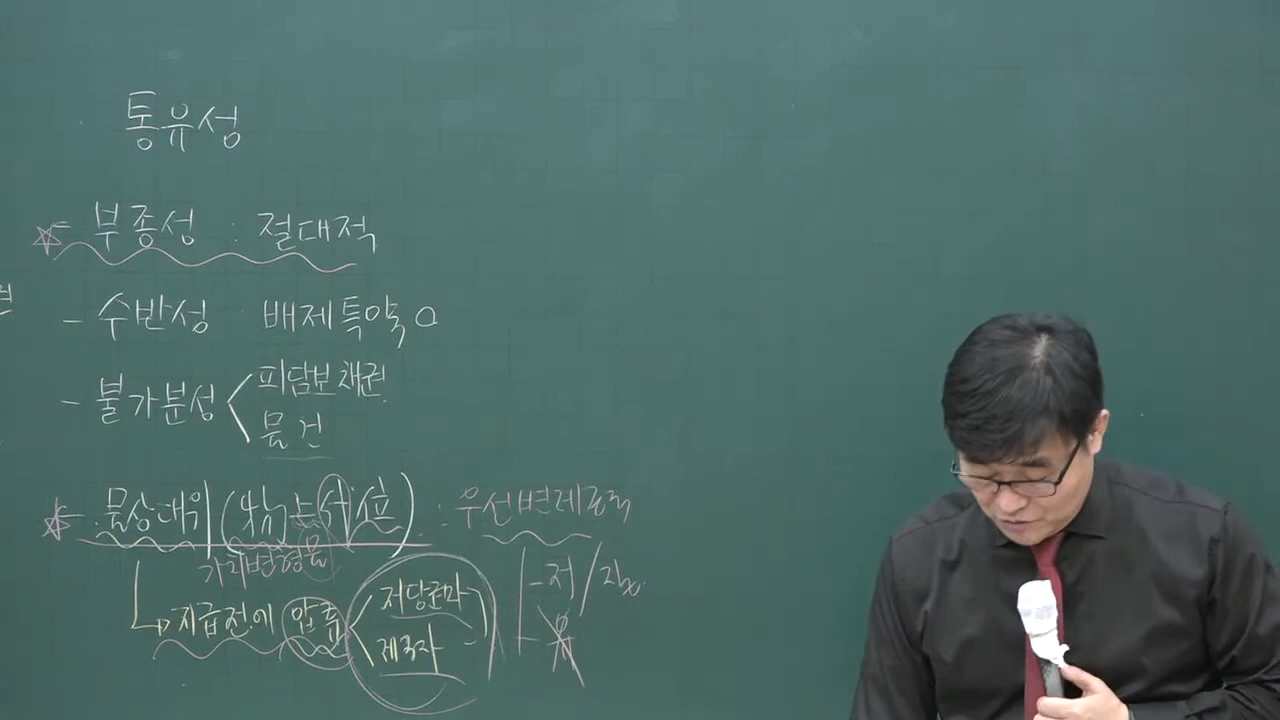 통유성
부종성 : 절대적
- 수반성 배제특약 O
- 불가분성 < 피담보채권
물건
물상대위 (物上代位) : 우선변제
가치변형물
지급전에 압류 < 저당권자
제3자
- 저 / 질
- 유